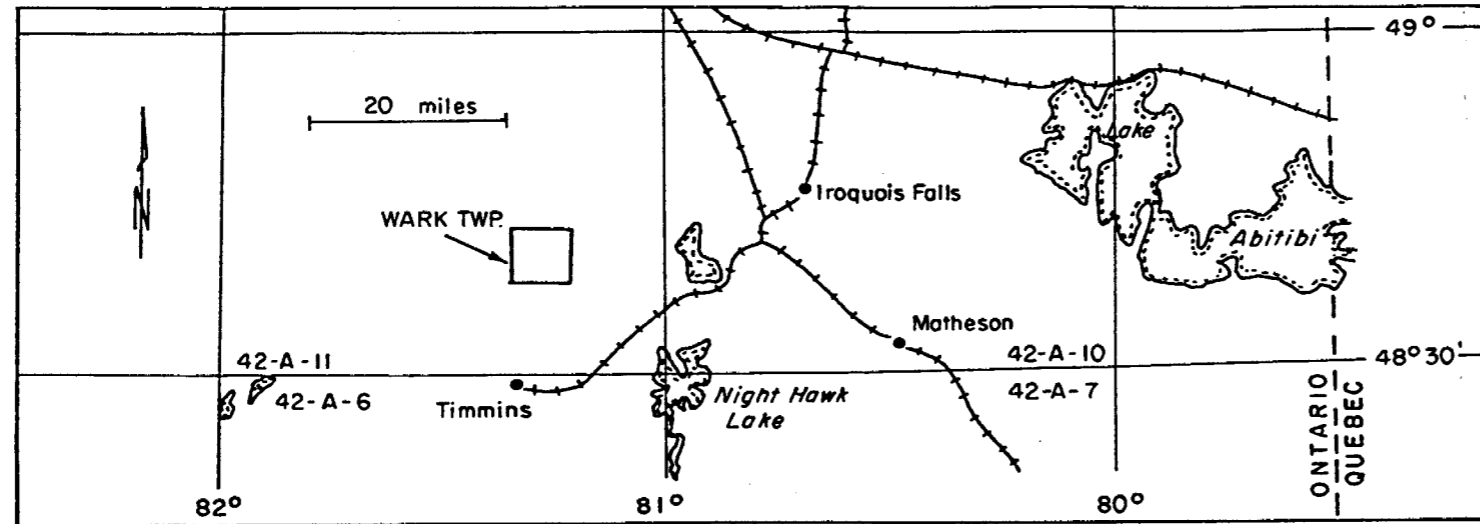 49°
20 miles
N
Lake
Iroquois Falls
WARK TWP.
Abitibi
Matheson
42-A-11
42-A-10
48°30'
42-A-6
42-A-7
Timmins
Night Hawk
Lake
ONTARIO
QUEBEC
82°
81°
80°